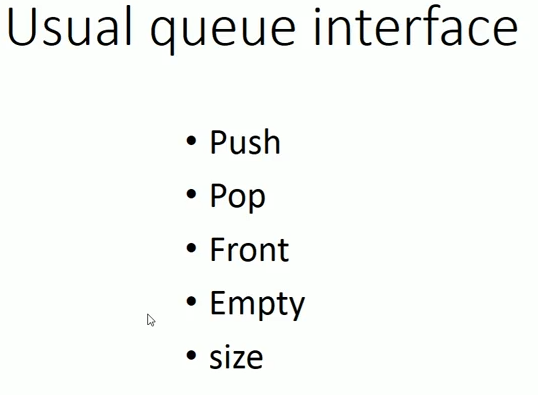 Usual queue interface
• Push
• Pop
• Front
• Empty
• size